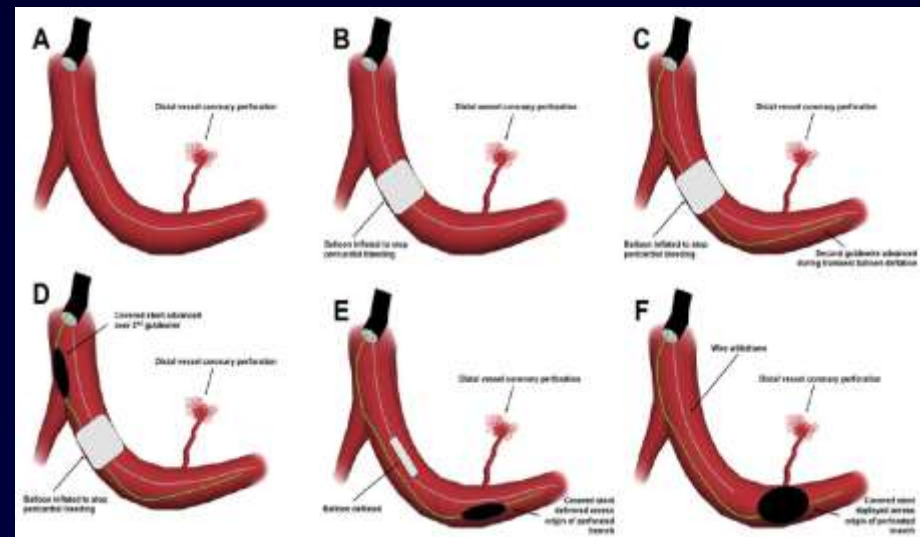 A
Distal vessel coronary perforation
B
Distal vessel coronary perforation
Balloon inflated to stop
pericardial bleeding
C
Distal vessel coronary perforation
Balloon inflated to stop
pericardial bleeding
Second guidewire advanced
during transient balloon deflation
D
Covered stent advanced
over 2nd guidewire
Distal vessel coronary perforation
Balloon inflated to stop
pericardial bleeding
E
Distal vessel coronary perforation
Balloon deflated
Covered stent
delivered across
origin of perforated
branch
F
Wire withdrawn
Distal vessel coronary perforation
Covered stent
deployed across
origin of perforated
branch